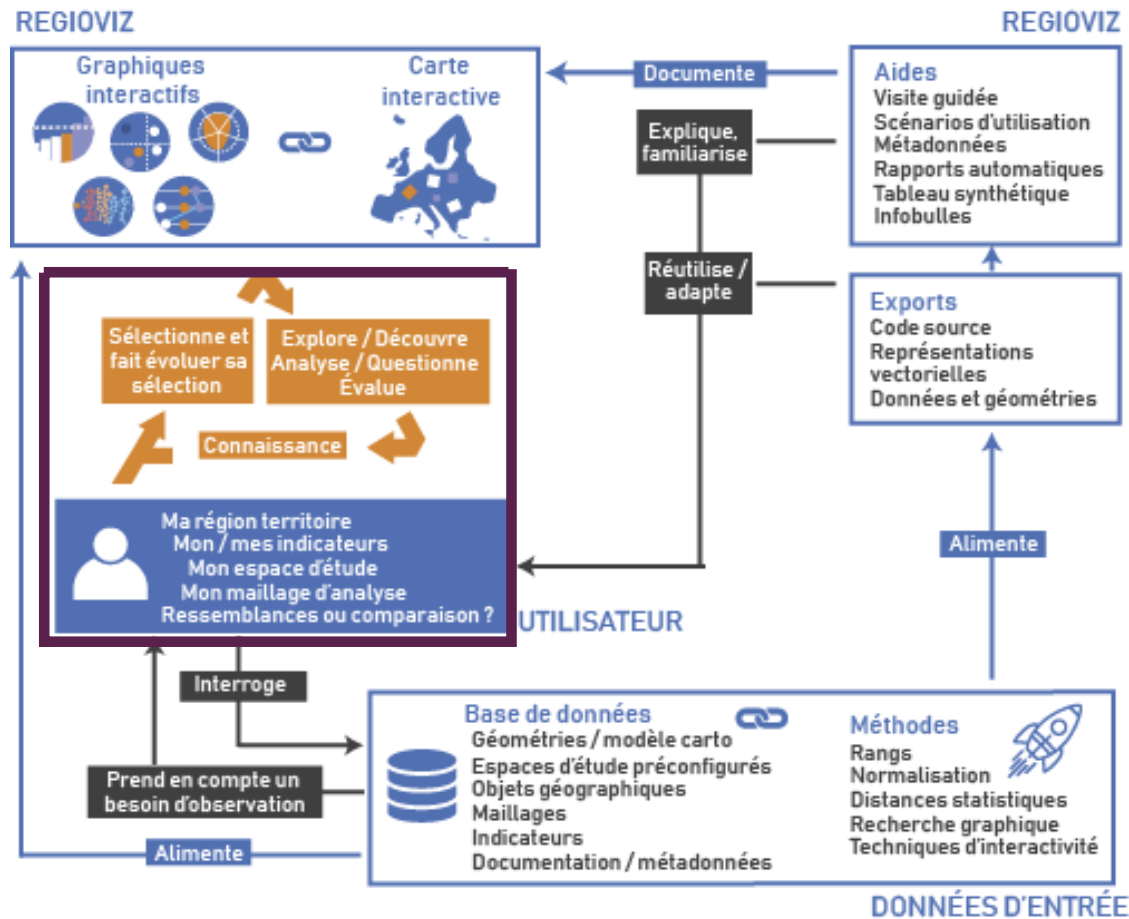 REGIOVIZ
Graphiques
interactifs
Carte
interactive
Documente
REGIOVIZ
Aides
Visite guidée
Scénarios d'utilisation
Métadonnées
Rapports automatiques
Tableau synthétique
Infobulles
Explique,
familiarise
Réutilise /
adapte
Exports
Code source
Représentations
vectorielles
Données et géométries
Sélectionne et
fait évoluer sa
sélection
Explore / Découvre
Analyse / Questionne
Évalue
Connaissance
Ma région territoire
Mon / mes indicateurs
Mon espace d'étude
Mon maillage d'analyse
Ressemblances ou comparaison ?
UTILISATEUR
Alimente
Interroge
Prend en compte un
besoin d'observation
Alimente
Base de données
Géométries / modèle carto
Espaces d'étude préconfigurés
Objets géographiques
Maillages
Indicateurs
Documentation / métadonnées
Méthodes
Rangs
Normalisation
Distances statistiques
Recherche graphique
Techniques d'interactivité
DONNÉES D'ENTRÉE